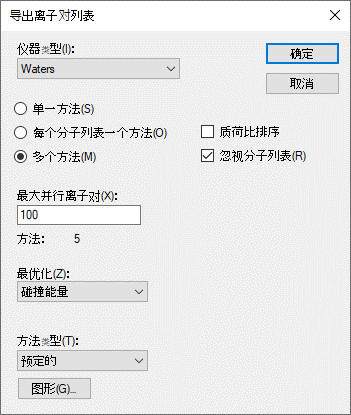 导出离子对列表
仪器类型(I):
确定
Waters
取消
单一方法(S)
每个分子列表一个方法(O)
质荷比排序
多个方法(M)
忽视分子列表(R)
最大并行离子对(X):
100
方法: 5
最优化(Z):
碰撞能量
方法类型(T):
预定的
图形(G)...